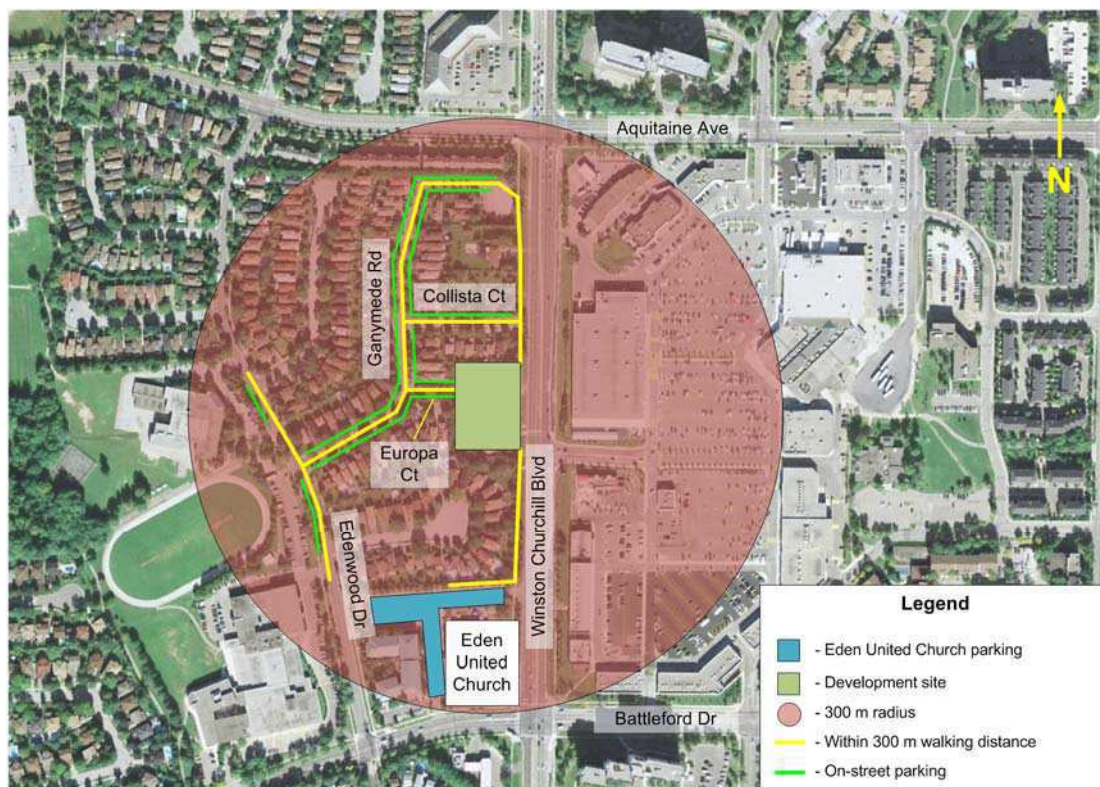 Aquitaine Ave
N
Ganymede Rd
Collista Ct
Europa
Ct
Winston Churchill Blvd
Edenwood Dr
Eden
United
Church
Battleford Dr
Legend
- Eden United Church parking
- Development site
- 300 m radius
- Within 300 m walking distance
- On-street parking